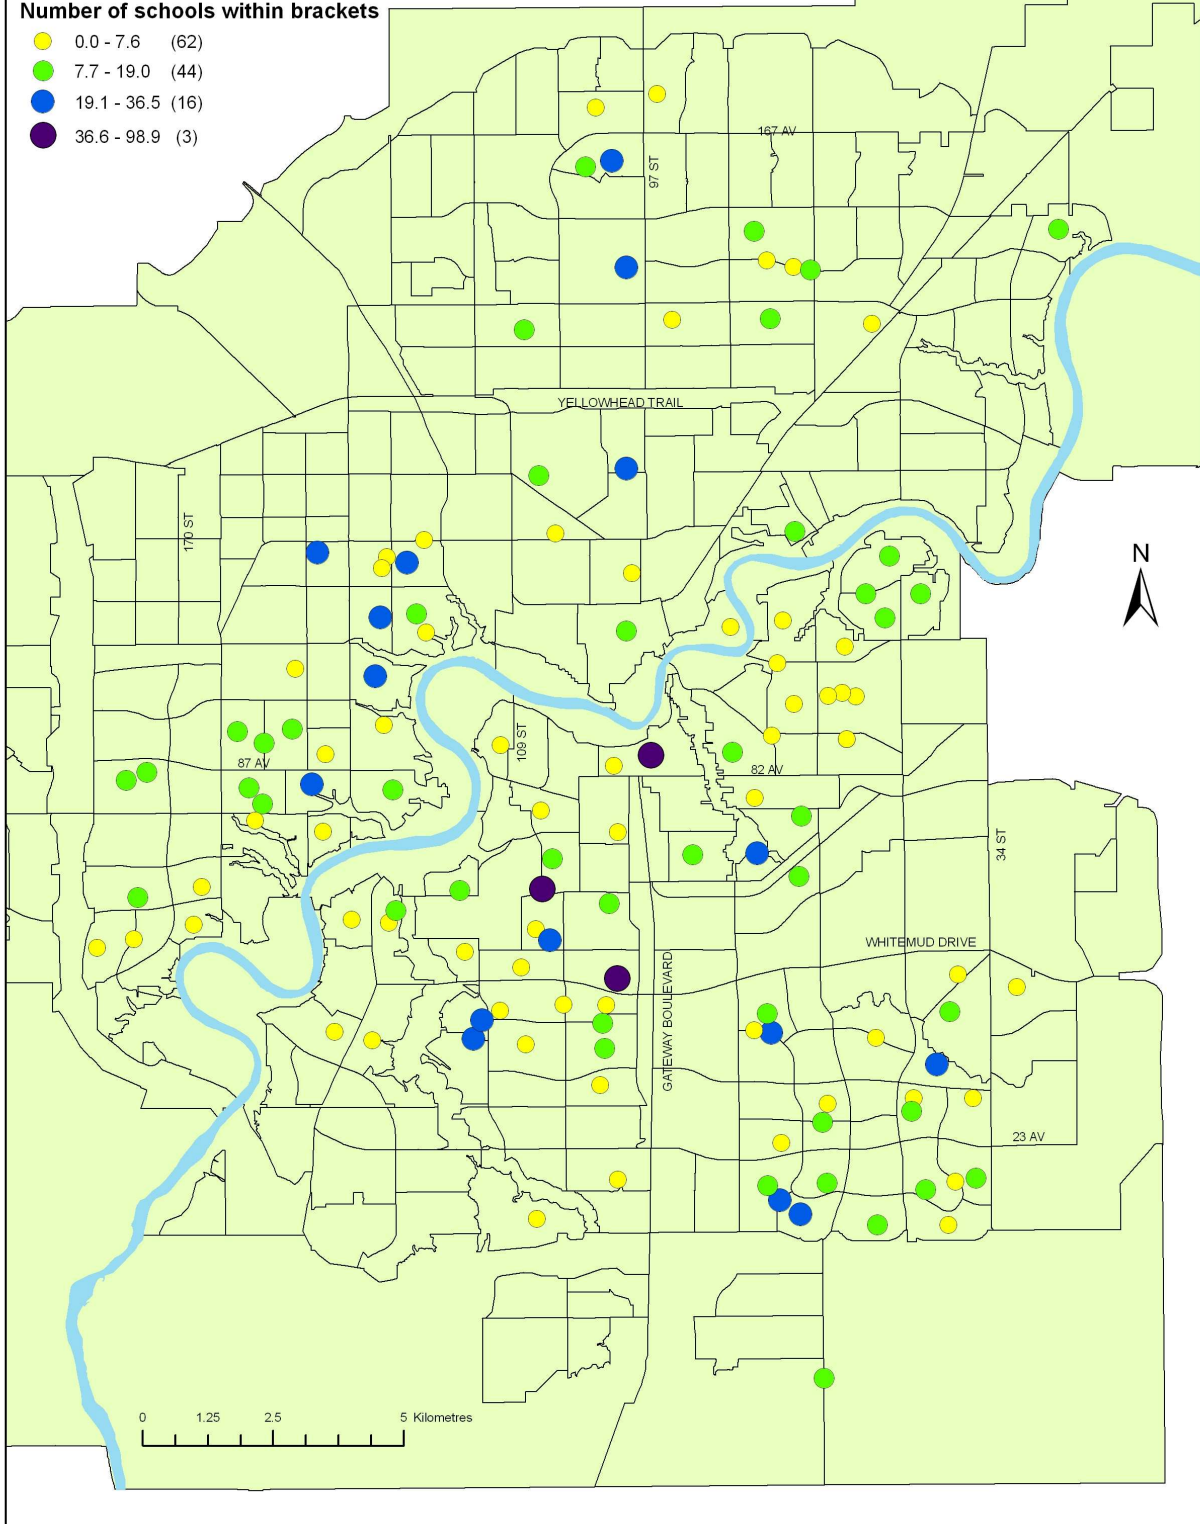 Number of schools within brackets
0.0 - 7.6 (62)
7.7 - 19.0 (44)
19.1 - 36.5 (16)
36.6 - 98.9 (3)
167 AV
97 ST
YELLOWHEAD TRAIL
170 ST
N
109 ST
87 AV
82 AV
34 ST
WHITEMUD DRIVE
GATEWAY BOULEVARD
23 AV
0 1.25 2.5 5 Kilometres